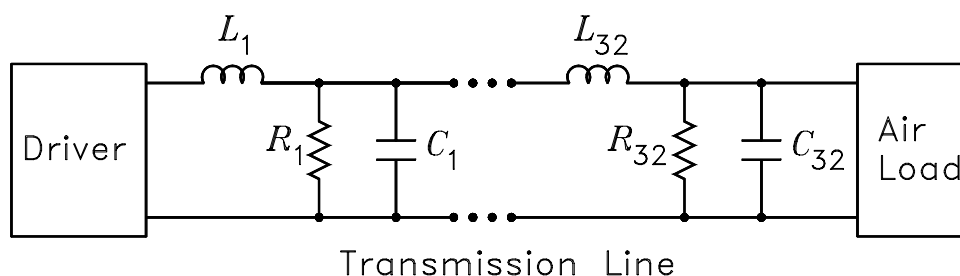 L1
L32
Driver
R1
C1
R32
C32
Air
Load
Transmission Line